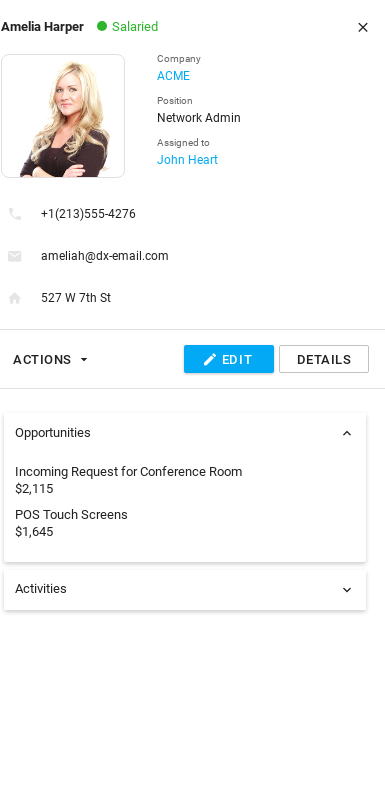 Amelia Harper Salaried
Company
ACME
Position
Network Admin
Assigned to
John Heart
+1(213)555-4276
ameliah@dx-email.com
527 W 7th St
ACTIONS EDIT DETAILS
Opportunities
Incoming Request for Conference Room
$2,115
POS Touch Screens
$1,645
Activities